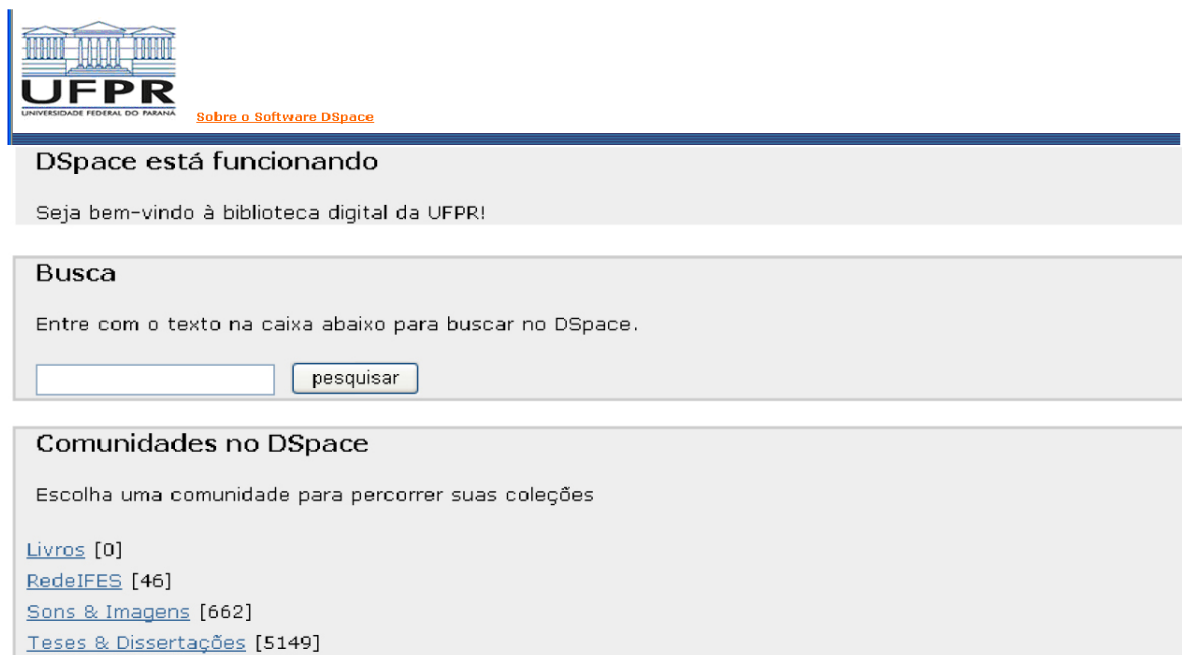 UFPR
UNIVERSIDADE FEDERAL DO PARANÁ
Sobre o Software DSpace
DSpace está funcionando
Seja bem-vindo à biblioteca digital da UFPR!
Busca
Entre com o texto na caixa abaixo para buscar no DSpace.
pesquisar
Comunidades no DSpace
Escolha uma comunidade para percorrer suas coleções
Livros [0]
RedeIFES [46]
Sons & Imagens [662]
Teses & Dissertações [5149]